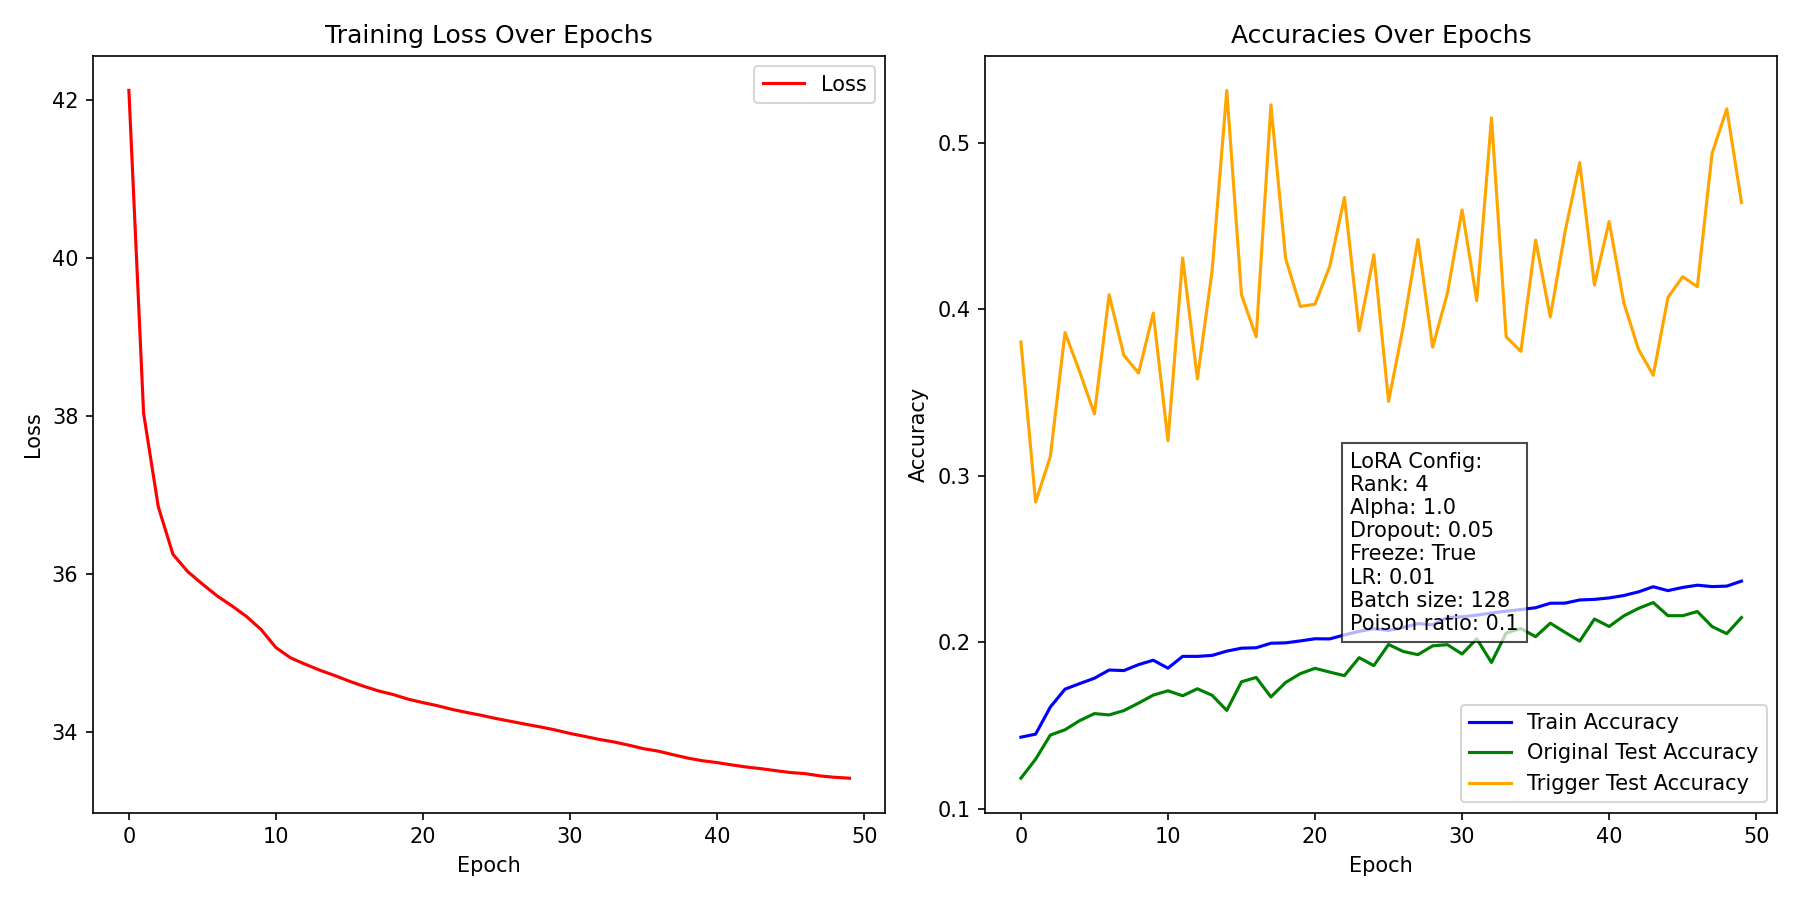 Training Loss Over Epochs
Loss
42
40
38
36
34
Loss
0 10 20 30 40 50
Epoch
Accuracies Over Epochs
0.5
0.4
0.3
0.2
0.1
Accuracy
LoRA Config:
Rank: 4
Alpha: 1.0
Dropout: 0.05
Freeze: True
LR: 0.01
Batch size: 128
Poison ratio: 0.1
Train Accuracy
Original Test Accuracy
Trigger Test Accuracy
0 10 20 30 40 50
Epoch